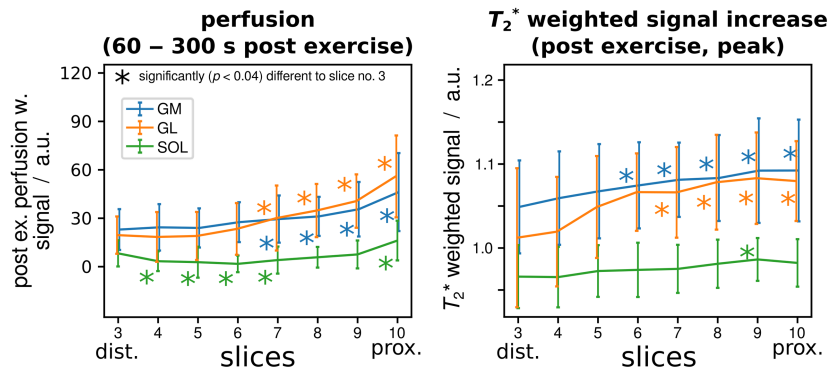 perfusion
(60 − 300 s post exercise)
post ex. perfusion w.
signal / a.u.
120
90
60
30
0
* significantly (p < 0.04) different to slice no. 3
GM
GL
SOL
* * * *
* * * *
* * * * *
3 4 5 6 7 8 9 10
dist. slices prox.
T₂* weighted signal increase
(post exercise, peak)
T₂* weighted signal / a.u.
1.2
1.1
1.0
* * * * *
* * * *
*
3 4 5 6 7 8 9 10
dist. slices prox.